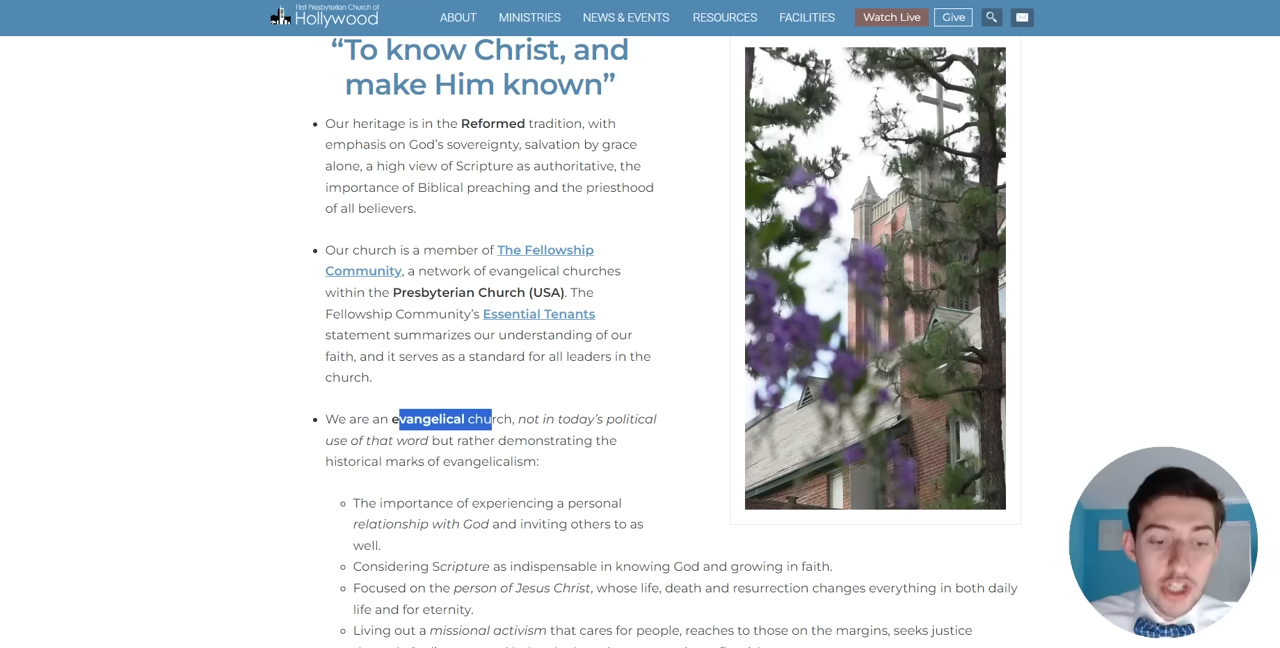 First Presbyterian Church of
Hollywood
ABOUT MINISTRIES NEWS & EVENTS RESOURCES FACILITIES Watch Live Give
“To know Christ, and
make Him known”
• Our heritage is in the Reformed tradition, with
emphasis on God’s sovereignty, salvation by grace
alone, a high view of Scripture as authoritative, the
importance of Biblical preaching and the priesthood
of all believers.
• Our church is a member of The Fellowship
Community, a network of evangelical churches
within the Presbyterian Church (USA). The
Fellowship Community’s Essential Tenants
statement summarizes our understanding of our
faith, and it serves as a standard for all leaders in the
church.
• We are an evangelical church, not in today’s political
use of that word but rather demonstrating the
historical marks of evangelicalism:
◦ The importance of experiencing a personal
relationship with God and inviting others to as
well.
◦ Considering Scripture as indispensable in knowing God and growing in faith.
◦ Focused on the person of Jesus Christ, whose life, death and resurrection changes everything in both daily
life and for eternity.
◦ Living out a missional activism that cares for people, reaches to those on the margins, seeks justice